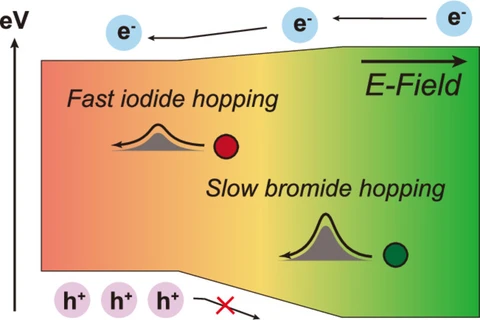 eV
e-
e-
e-
E-Field
Fast iodide hopping
Slow bromide hopping
h+
h+
h+